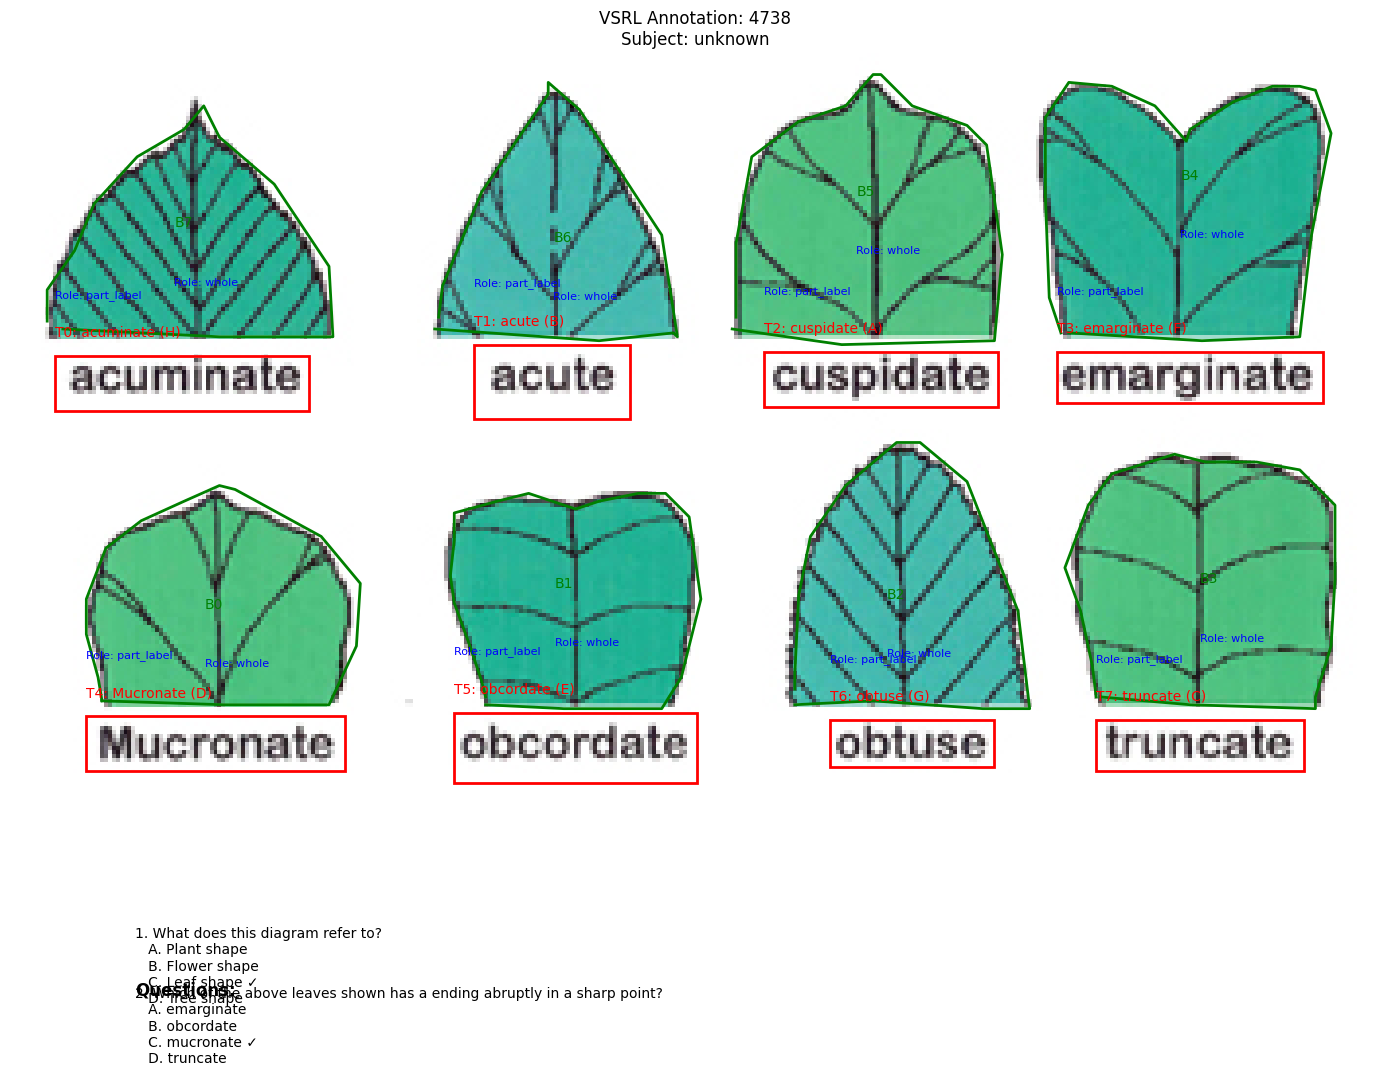 VSRL Annotation: 4738
Subject: unknown
B5
B4
B6
Role: whole
Role: whole
Role: part_label
Role: whole
Role: part_label
Role: whole
Role: part_label
Role: part_label
T0: acuminate (H)
T1: acute (B)
T2: cuspidate
T3: emarginate
acuminate
acute
cuspidate
emarginate
B0
B1
B2
Role: part_label
Role: whole
Role: part_label
Role: whole
Role: part_label
Role: whole
Role: part_label
Role: whole
T4: Mucronate (D)
T5: obcordate
T6: obtuse (G)
T7: truncate
Mucronate
obcordate
obtuse
truncate
1. What does this diagram refer to?
A. Plant shape
B. Flower shape
C. Leaf shape ✓
Questions:
D. Tree shape
above leaves shown has a ending abruptly in a sharp point?
A. emarginate
B. obcordate
C. mucronate ✓
D. truncate